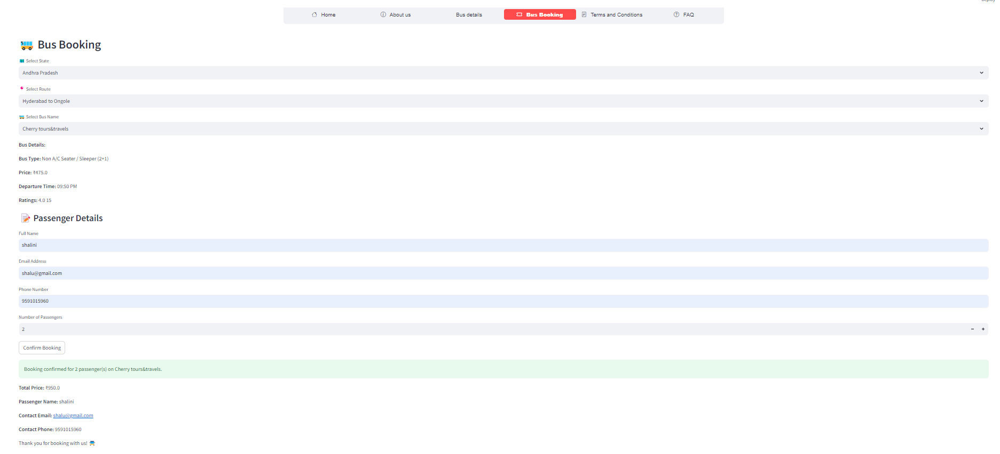 Deploy
Home
About us
Bus details
Bus Booking
Terms and Conditions
FAQ
Bus Booking
Select State
Andhra Pradesh
Select Route
Hyderabad to Ongole
Select Bus Name
Cherry tours&travels
Bus Details:
Bus Type: Non A/C Seater / Sleeper (2+1)
Price: ₹475.0
Departure Time: 09:50 PM
Ratings: 4.0 15
Passenger Details
Full Name
shalini
Email Address
shalu@gmail.com
Phone Number
9591015960
Number of Passengers
2
Confirm Booking
Booking confirmed for 2 passenger(s) on Cherry tours&travels.
Total Price: ₹950.0
Passenger Name: shalini
Contact Email: shalu@gmail.com
Contact Phone: 9591015960
Thank you for booking with us!